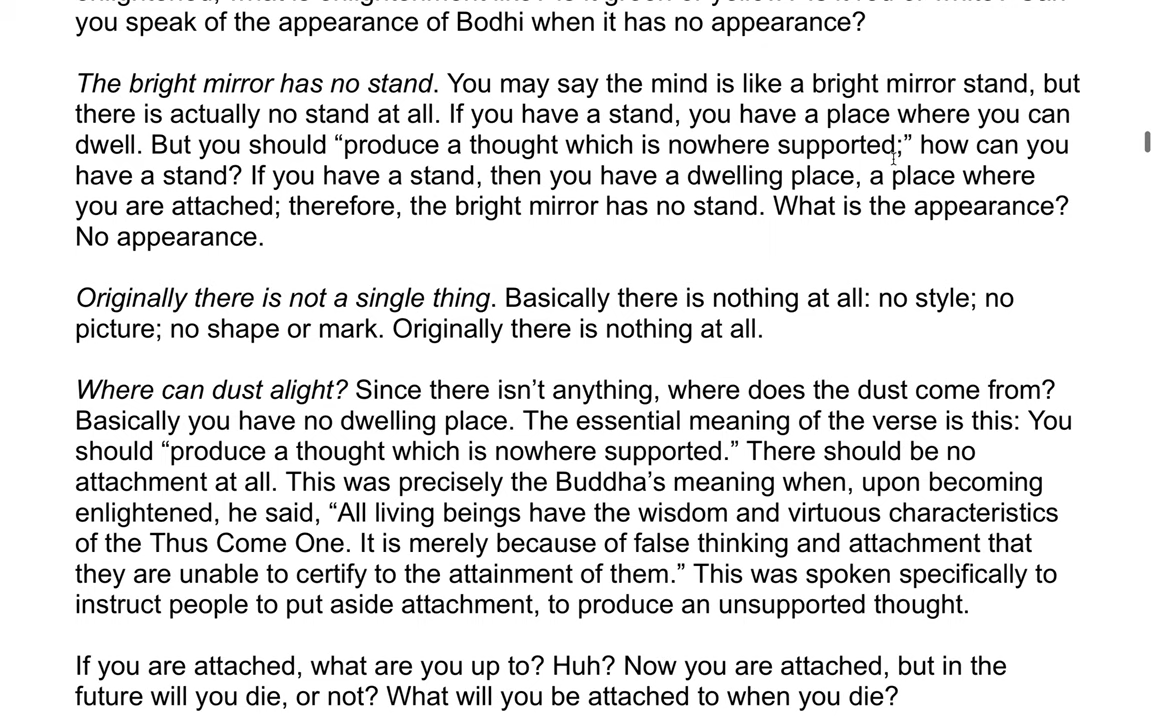 you speak of the appearance of Bodhi when it has no appearance?
The bright mirror has no stand. You may say the mind is like a bright mirror stand, but
there is actually no stand at all. If you have a stand, you have a place where you can
dwell. But you should “produce a thought which is nowhere supported;” how can you
have a stand? If you have a stand, then you have a dwelling place, a place where
you are attached; therefore, the bright mirror has no stand. What is the appearance?
No appearance.
Originally there is not a single thing. Basically there is nothing at all: no style; no
picture; no shape or mark. Originally there is nothing at all.
Where can dust alight? Since there isn’t anything, where does the dust come from?
Basically you have no dwelling place. The essential meaning of the verse is this: You
should “produce a thought which is nowhere supported.” There should be no
attachment at all. This was precisely the Buddha’s meaning when, upon becoming
enlightened, he said, “All living beings have the wisdom and virtuous characteristics
of the Thus Come One. It is merely because of false thinking and attachment that
they are unable to certify to the attainment of them.” This was spoken specifically to
instruct people to put aside attachment, to produce an unsupported thought.
If you are attached, what are you up to? Huh? Now you are attached, but in the
future will you die, or not? What will you be attached to when you die?